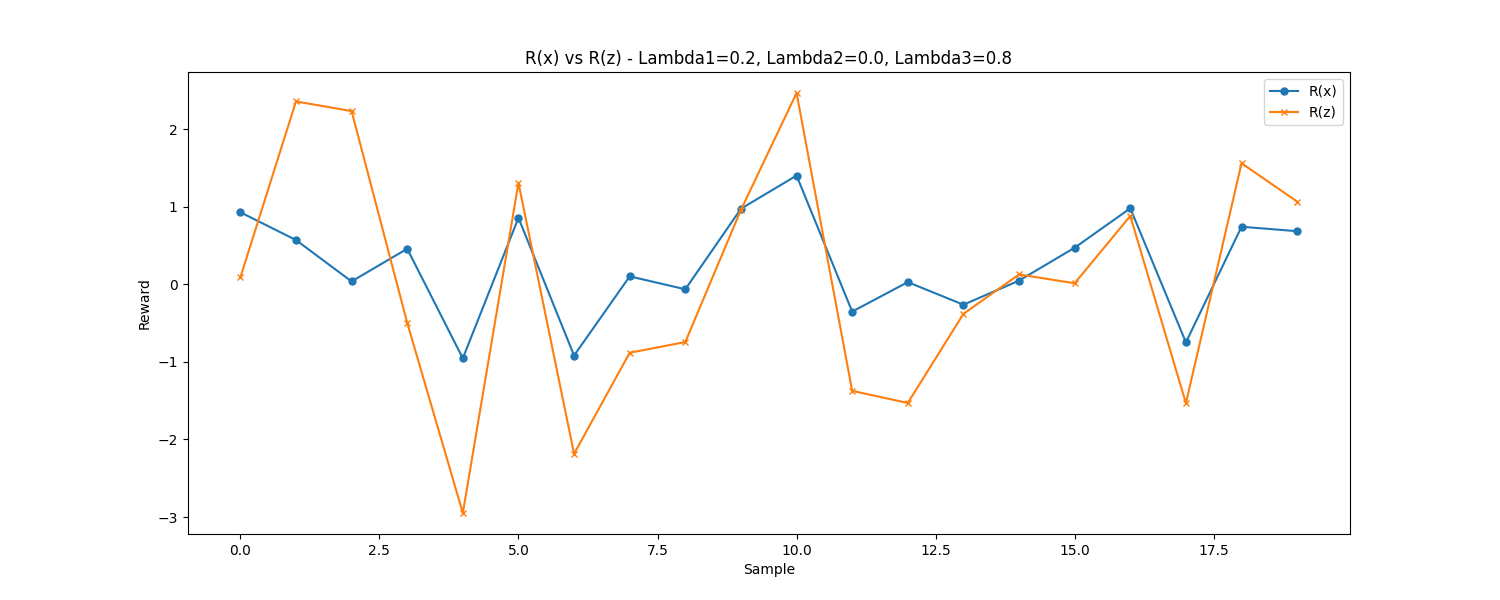 R(x) vs R(z) - Lambda1=0.2, Lambda2=0.0, Lambda3=0.8
R(x)
R(z)
Reward
2
1
0
−1
−2
−3
0.0 2.5 5.0 7.5 10.0 12.5 15.0 17.5
Sample